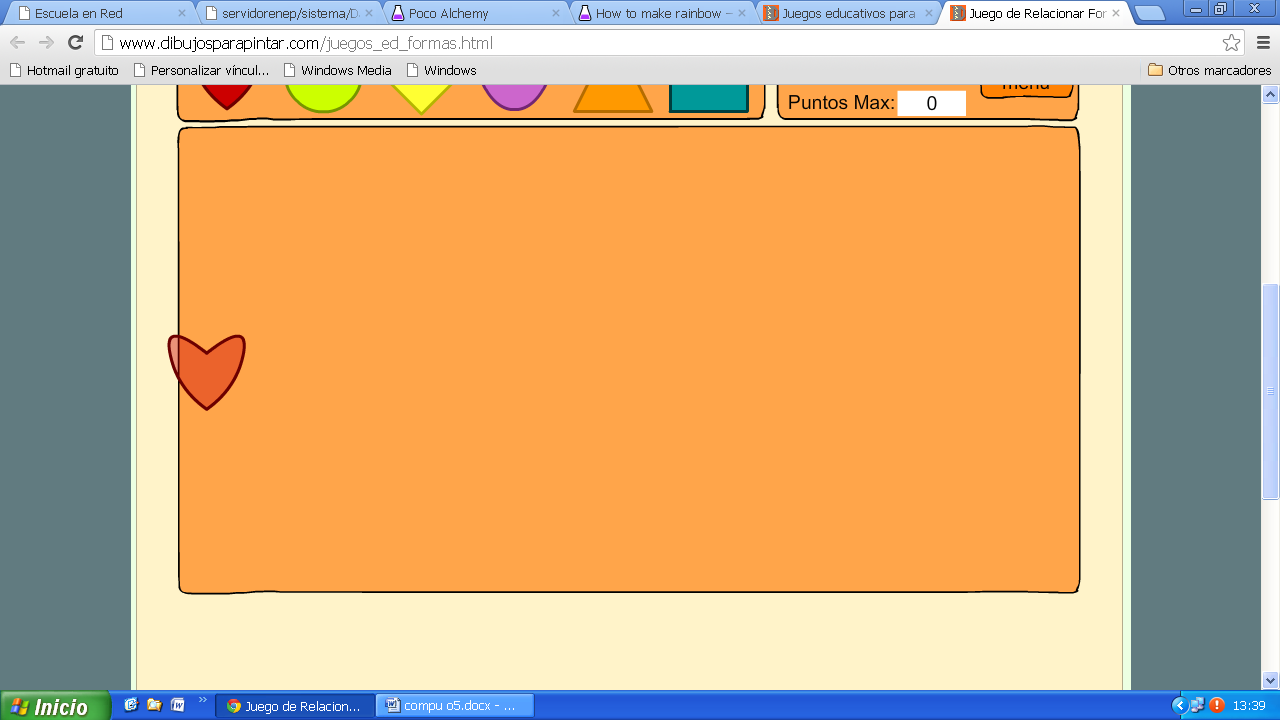 Escuela en Red
servidorenep/sistema/D
Poco Alchemy
How to make rainbow –
Juegos educativos para
Juego de Relacionar For
www.dibujosparapintar.com/juegos_ed_formas.html
Hotmail gratuito
Personalizar víncul...
Windows Media
Windows
Otros marcadores
menu
Puntos Max: 0
Inicio
Juego de Relacion...
compu o5.docx - ...
13:39